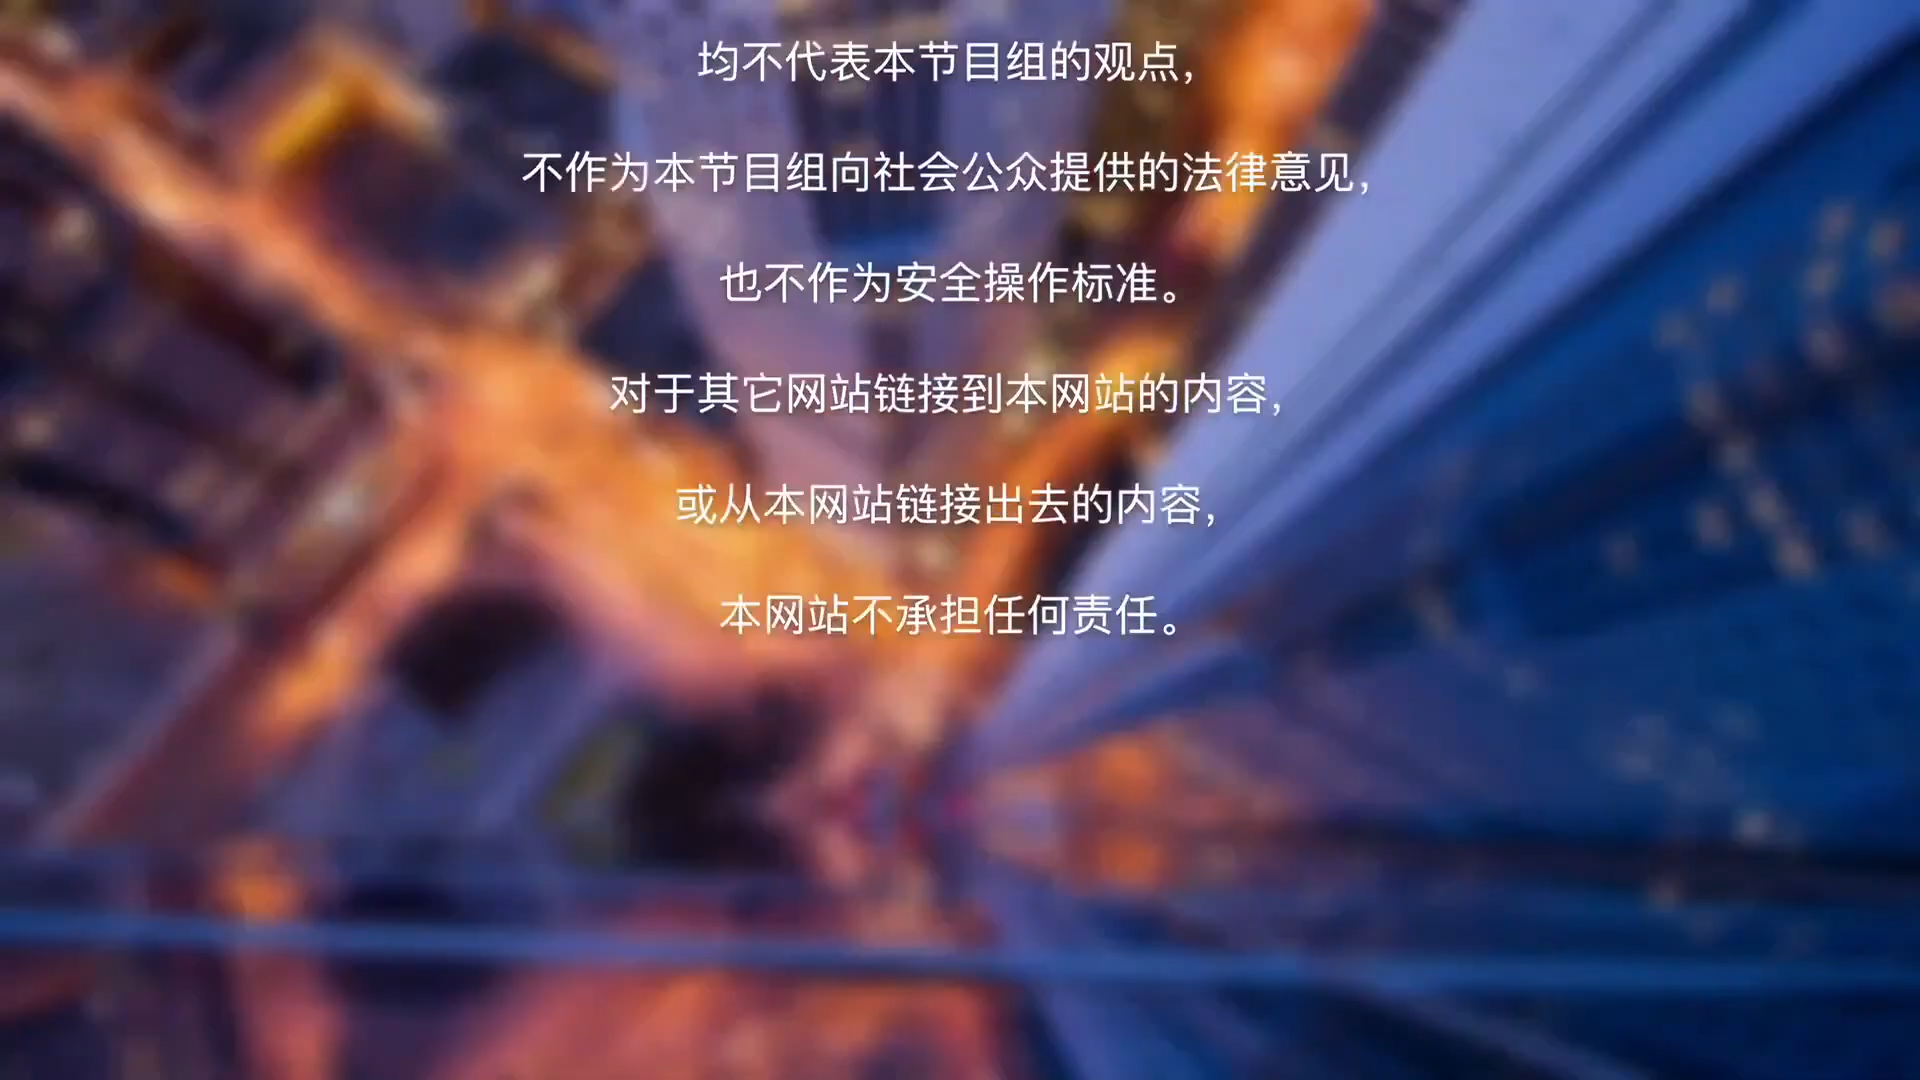 均不代表本节目组的观点，
不作为本节目组向社会公众提供的法律意见，
也不作为安全操作标准。
对于其它网站链接到本网站的内容，
或从本网站链接出去的内容，
本网站不承担任何责任。